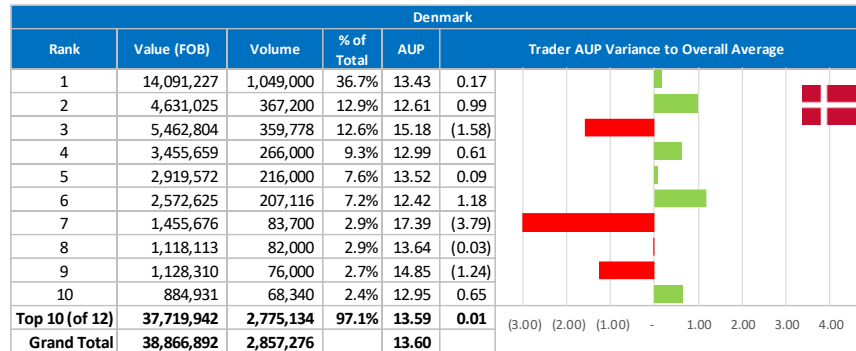 Denmark
Rank Value (FOB) Volume % of Total AUP Trader AUP Variance to Overall Average
1 14,091,227 1,049,000 36.7% 13.43 0.17
2 4,631,025 367,200 12.9% 12.61 0.99
3 5,462,804 359,778 12.6% 15.18 (1.58)
4 3,455,659 266,000 9.3% 12.99 0.61
5 2,919,572 216,000 7.6% 13.52 0.09
6 2,572,625 207,116 7.2% 12.42 1.18
7 1,455,676 83,700 2.9% 17.39 (3.79)
8 1,118,113 82,000 2.9% 13.64 (0.03)
9 1,128,310 76,000 2.7% 14.85 (1.24)
10 884,931 68,340 2.4% 12.95 0.65
Top 10 (of 12) 37,719,942 2,775,134 97.1% 13.59 0.01
(3.00) (2.00) (1.00) - 1.00 2.00 3.00 4.00
Grand Total 38,866,892 2,857,276 13.60